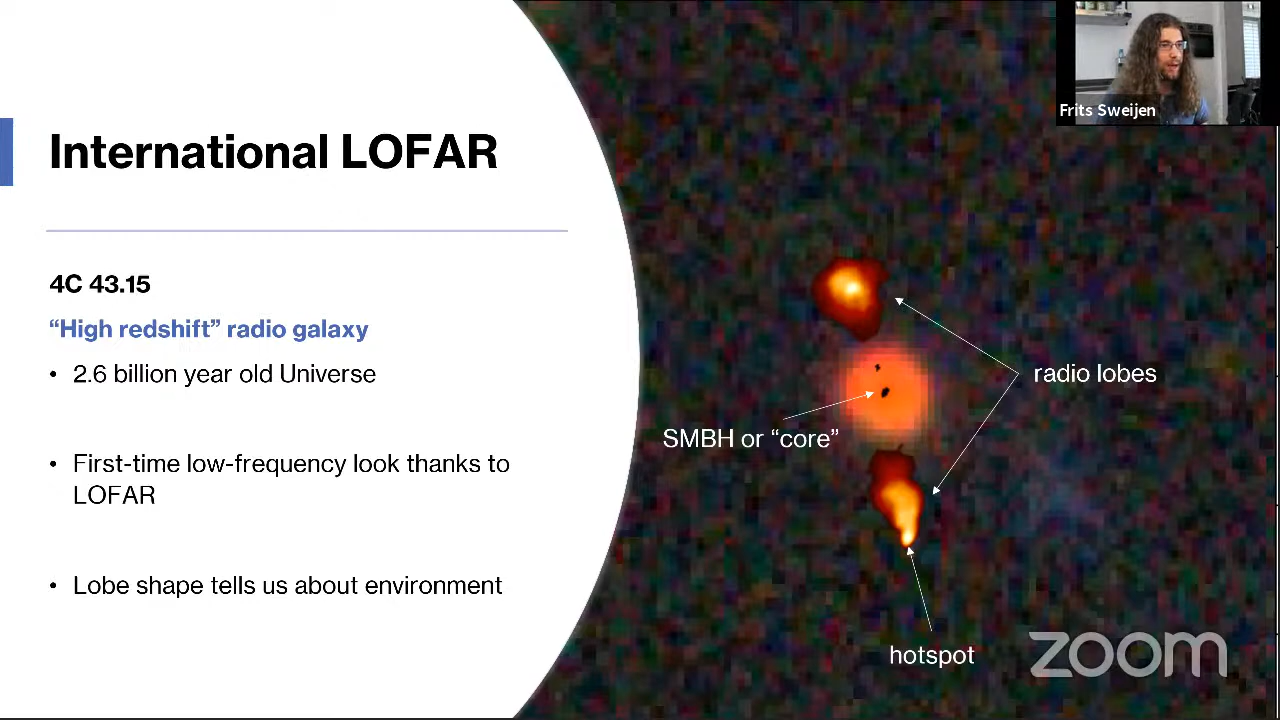 International LOFAR
4C 43.15
“High redshift” radio galaxy
• 2.6 billion year old Universe
• First-time low-frequency look thanks to
LOFAR
• Lobe shape tells us about environment
Frits Sweijen
radio lobes
SMBH or “core”
hotspot
zoom